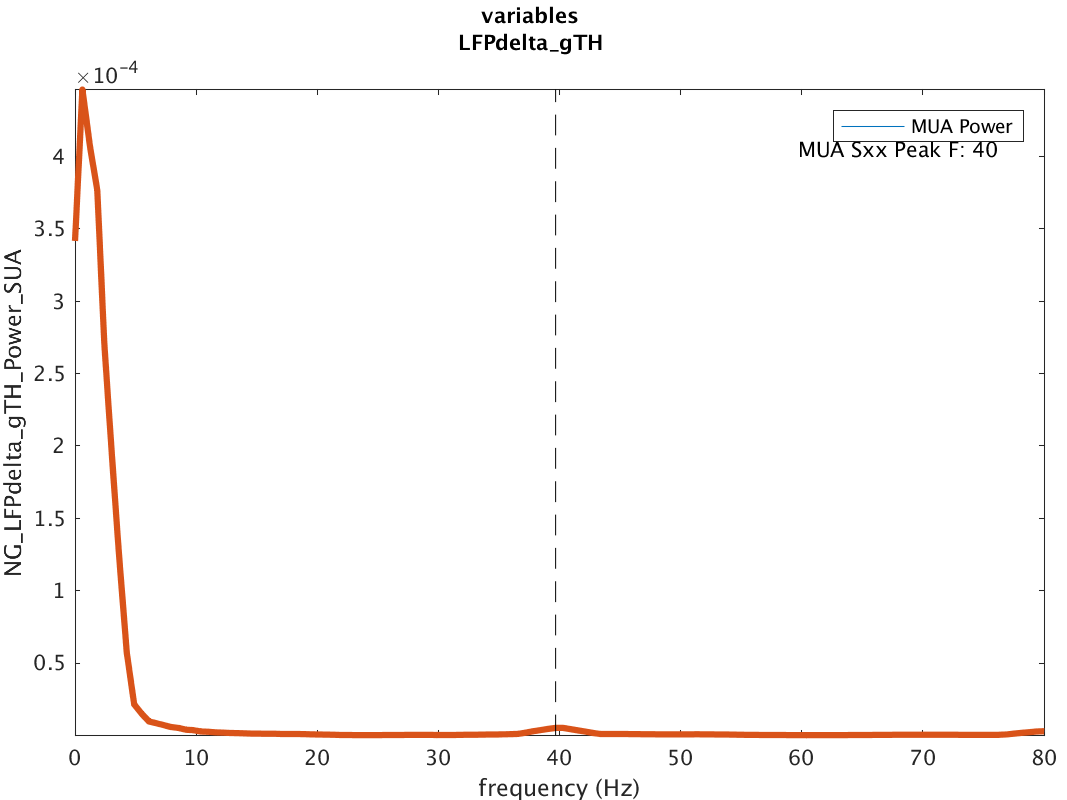 variables
LFPdelta_gTH
×10⁻⁴
MUA Power
MUA Sxx Peak F: 40
4
3.5
3
2.5
2
1.5
1
0.5
NG_LFPdelta_gTH_Power_SUA
0 10 20 30 40 50 60 70 80
frequency (Hz)